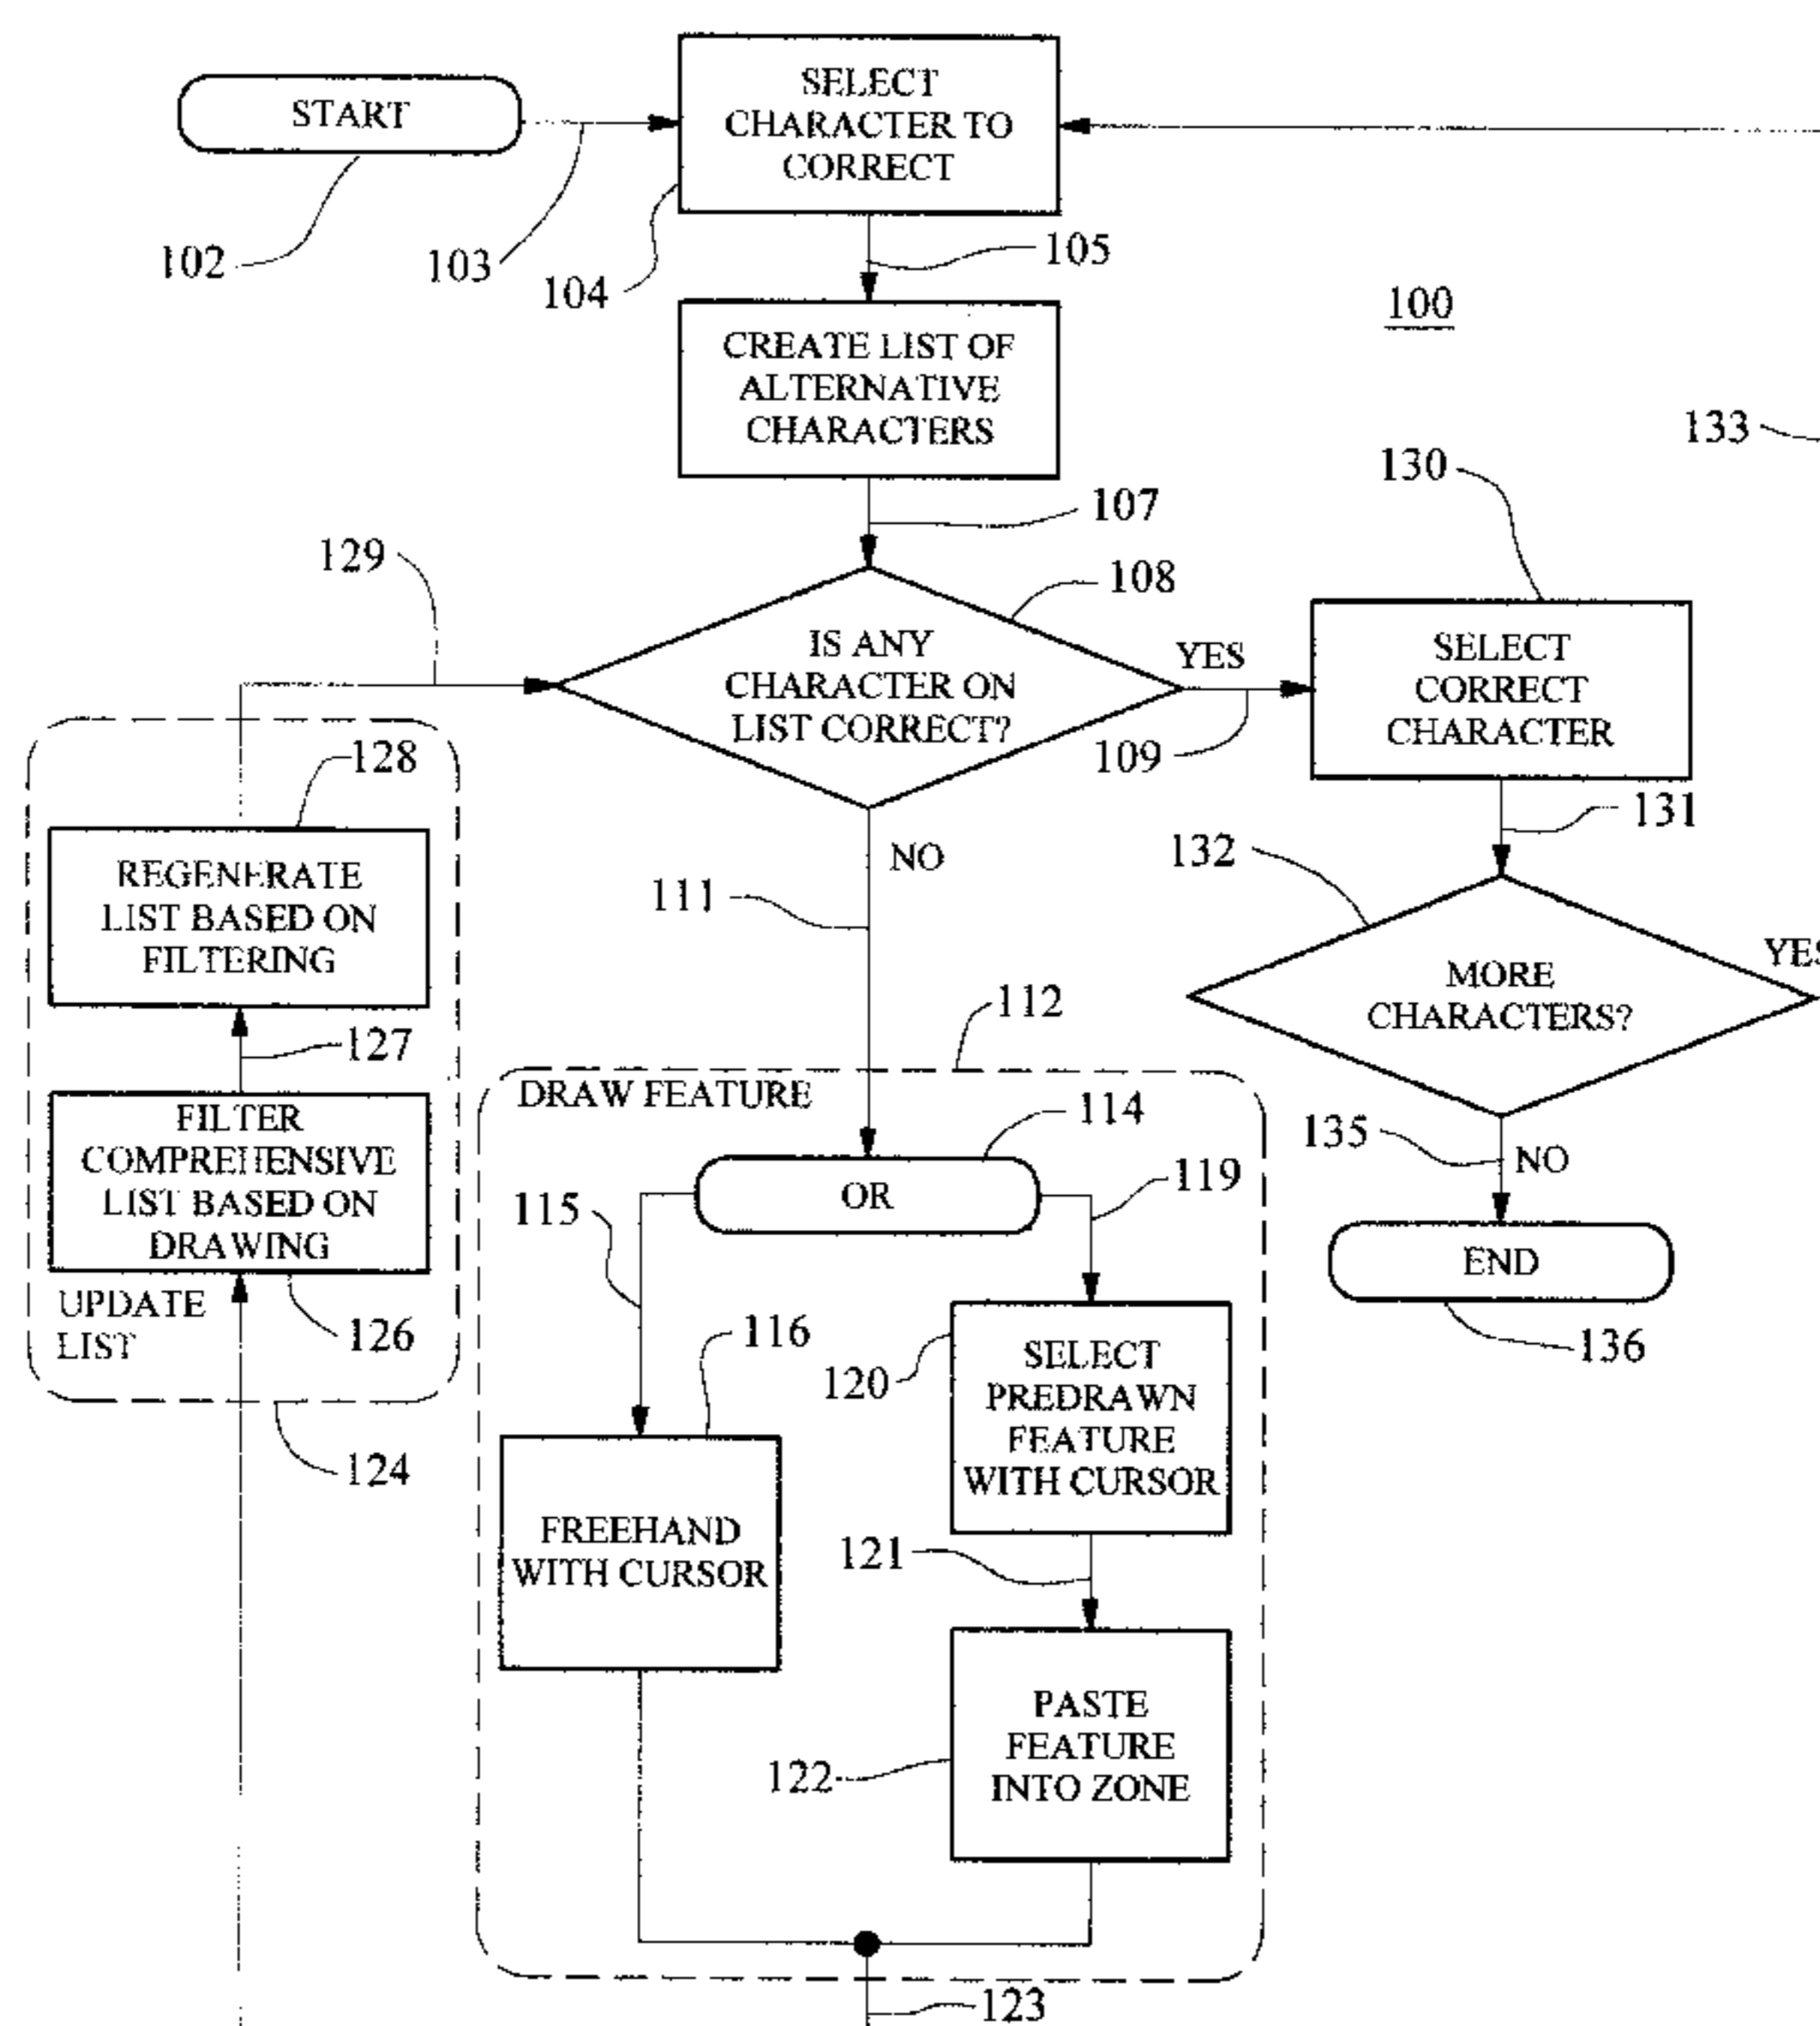 START
SELECT
CHARACTER TO
CORRECT
102
103
104
105
100
CREATE LIST OF
ALTERNATIVE
CHARACTERS
133
130
107
129
108
IS ANY
CHARACTER ON
LIST CORRECT?
YES
109
SELECT
CORRECT
CHARACTER
128
131
132
REGENERATE
LIST BASED ON
FILTERING
NO
111
YES
MORE
CHARACTERS?
127
112
DRAW FEATURE
114
135
NO
FILTER
COMPREHENSIVE
LIST BASED ON
DRAWING
OR
115
119
END
UPDATE
LIST
126
116
120
SELECT
PREDRAWN
FEATURE
WITH CURSOR
136
124
FREEHAND
WITH CURSOR
121
PASTE
FEATURE
INTO ZONE
122
123